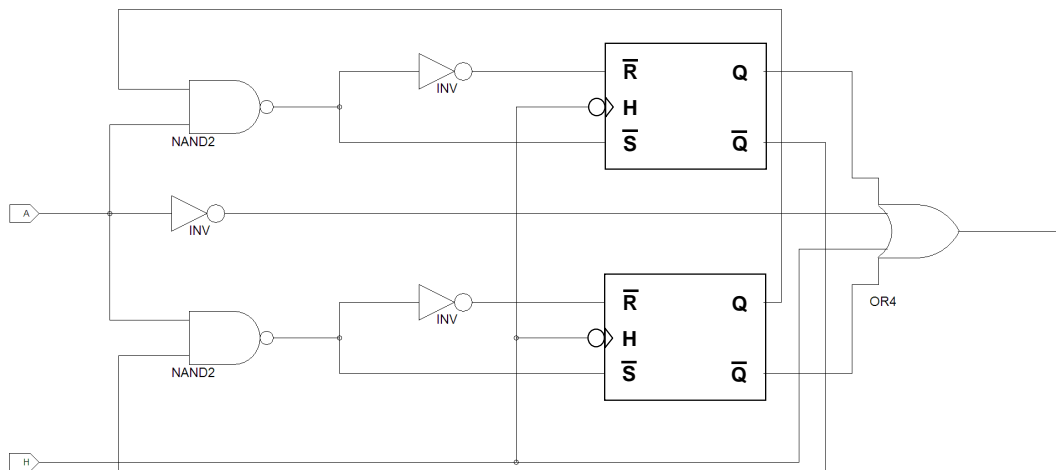 R̅ Q
INV
H
NAND2
S̅ Q̅
A
INV
R̅ Q
OR4
INV
H
NAND2
S̅ Q̅
H